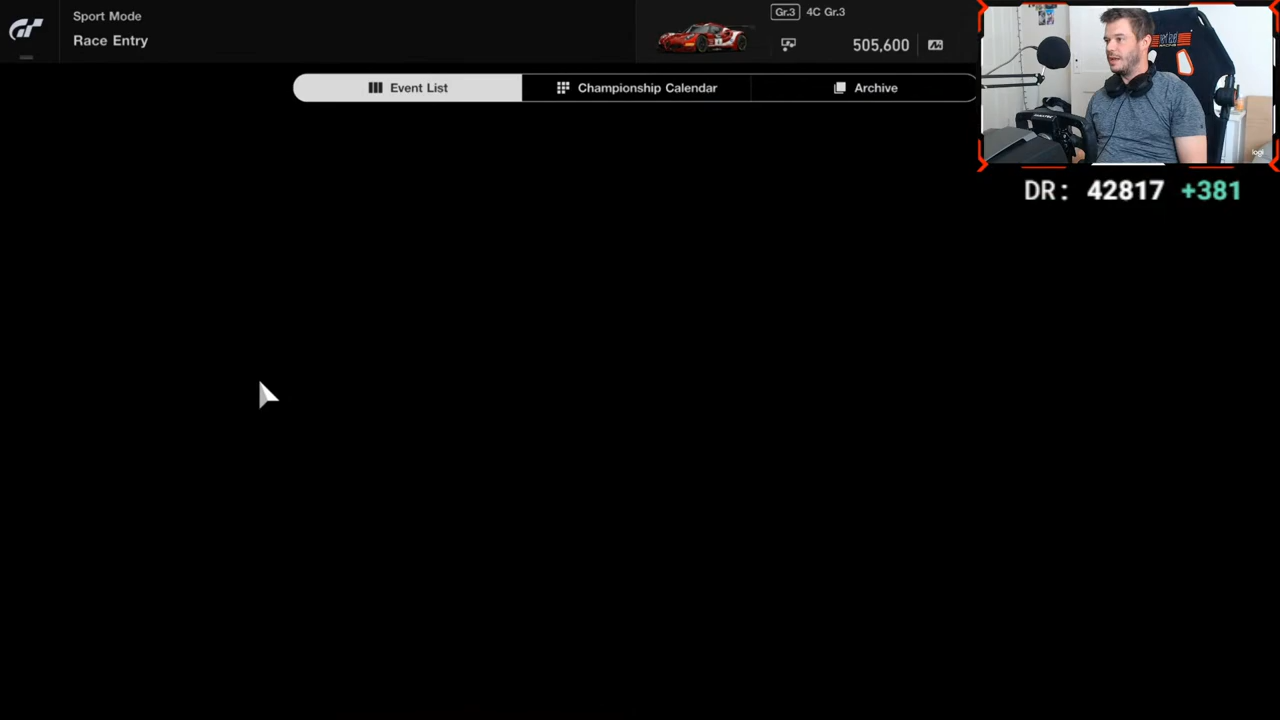 Sport Mode
Race Entry
Gr.3 4C Gr.3
505,600
Event List
Championship Calendar
Archive
logi
DR: 42817 +381